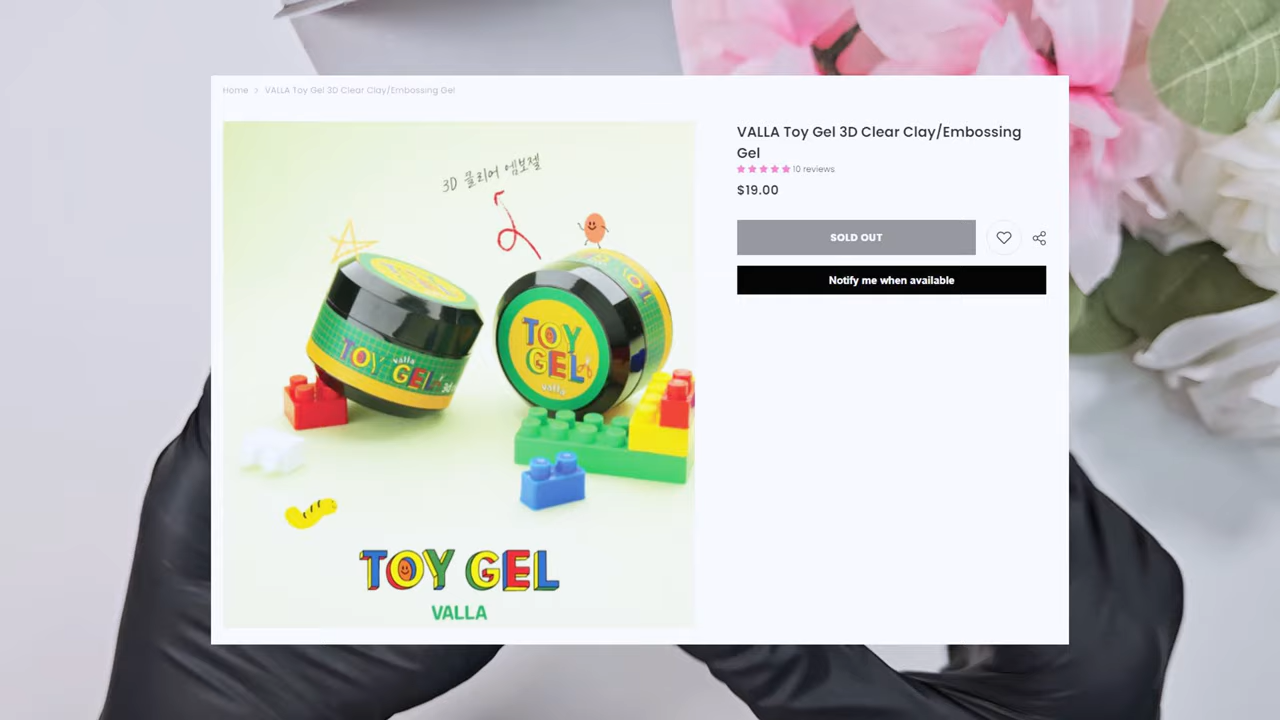 Home > VALLA Toy Gel 3D Clear Clay/Embossing Gel
3D 클리어 엠보젤
TOY GEL
valla
TOY
GEL
valla
TOY GEL
VALLA
VALLA Toy Gel 3D Clear Clay/Embossing
Gel
10 reviews
$19.00
SOLD OUT
Notify me when available